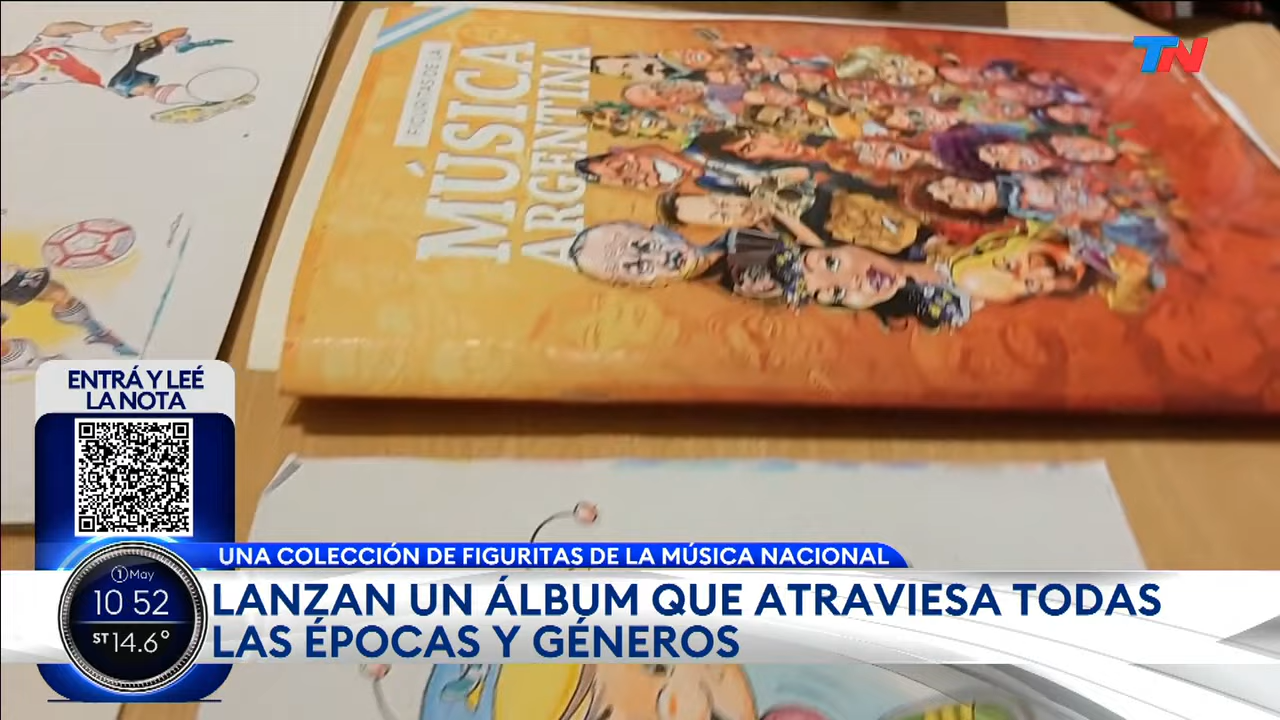 TN
FIGURITAS DE LA
MÚSICA
ARGENTINA
ENTRÁ Y LEÉ
LA NOTA
UNA COLECCIÓN DE FIGURITAS DE LA MÚSICA NACIONAL
1 May
10 52
ST 14.6°
LANZAN UN ÁLBUM QUE ATRAVIESA TODAS
LAS ÉPOCAS Y GÉNEROS